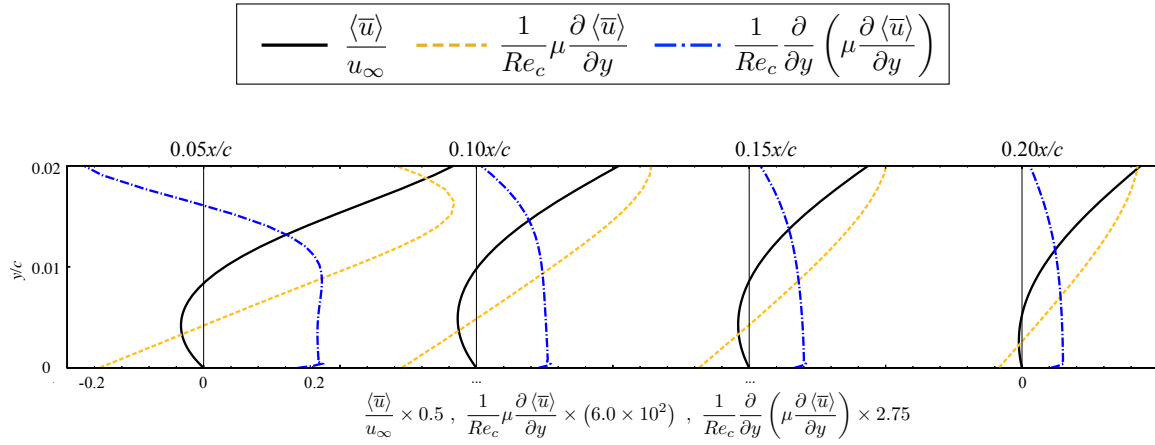 ⟨u̅⟩/u∞ 1/Re_c μ ∂⟨u̅⟩/∂y 1/Re_c ∂/∂y (μ ∂⟨u̅⟩/∂y)
0.05x/c 0.10x/c 0.15x/c 0.20x/c
0.02
0.01
y/c
0
-0.2 0 0.2 ... ... 0
⟨u̅⟩/u∞ × 0.5 , 1/Re_c μ ∂⟨u̅⟩/∂y × (6.0 × 10²) , 1/Re_c ∂/∂y (μ ∂⟨u̅⟩/∂y) × 2.75